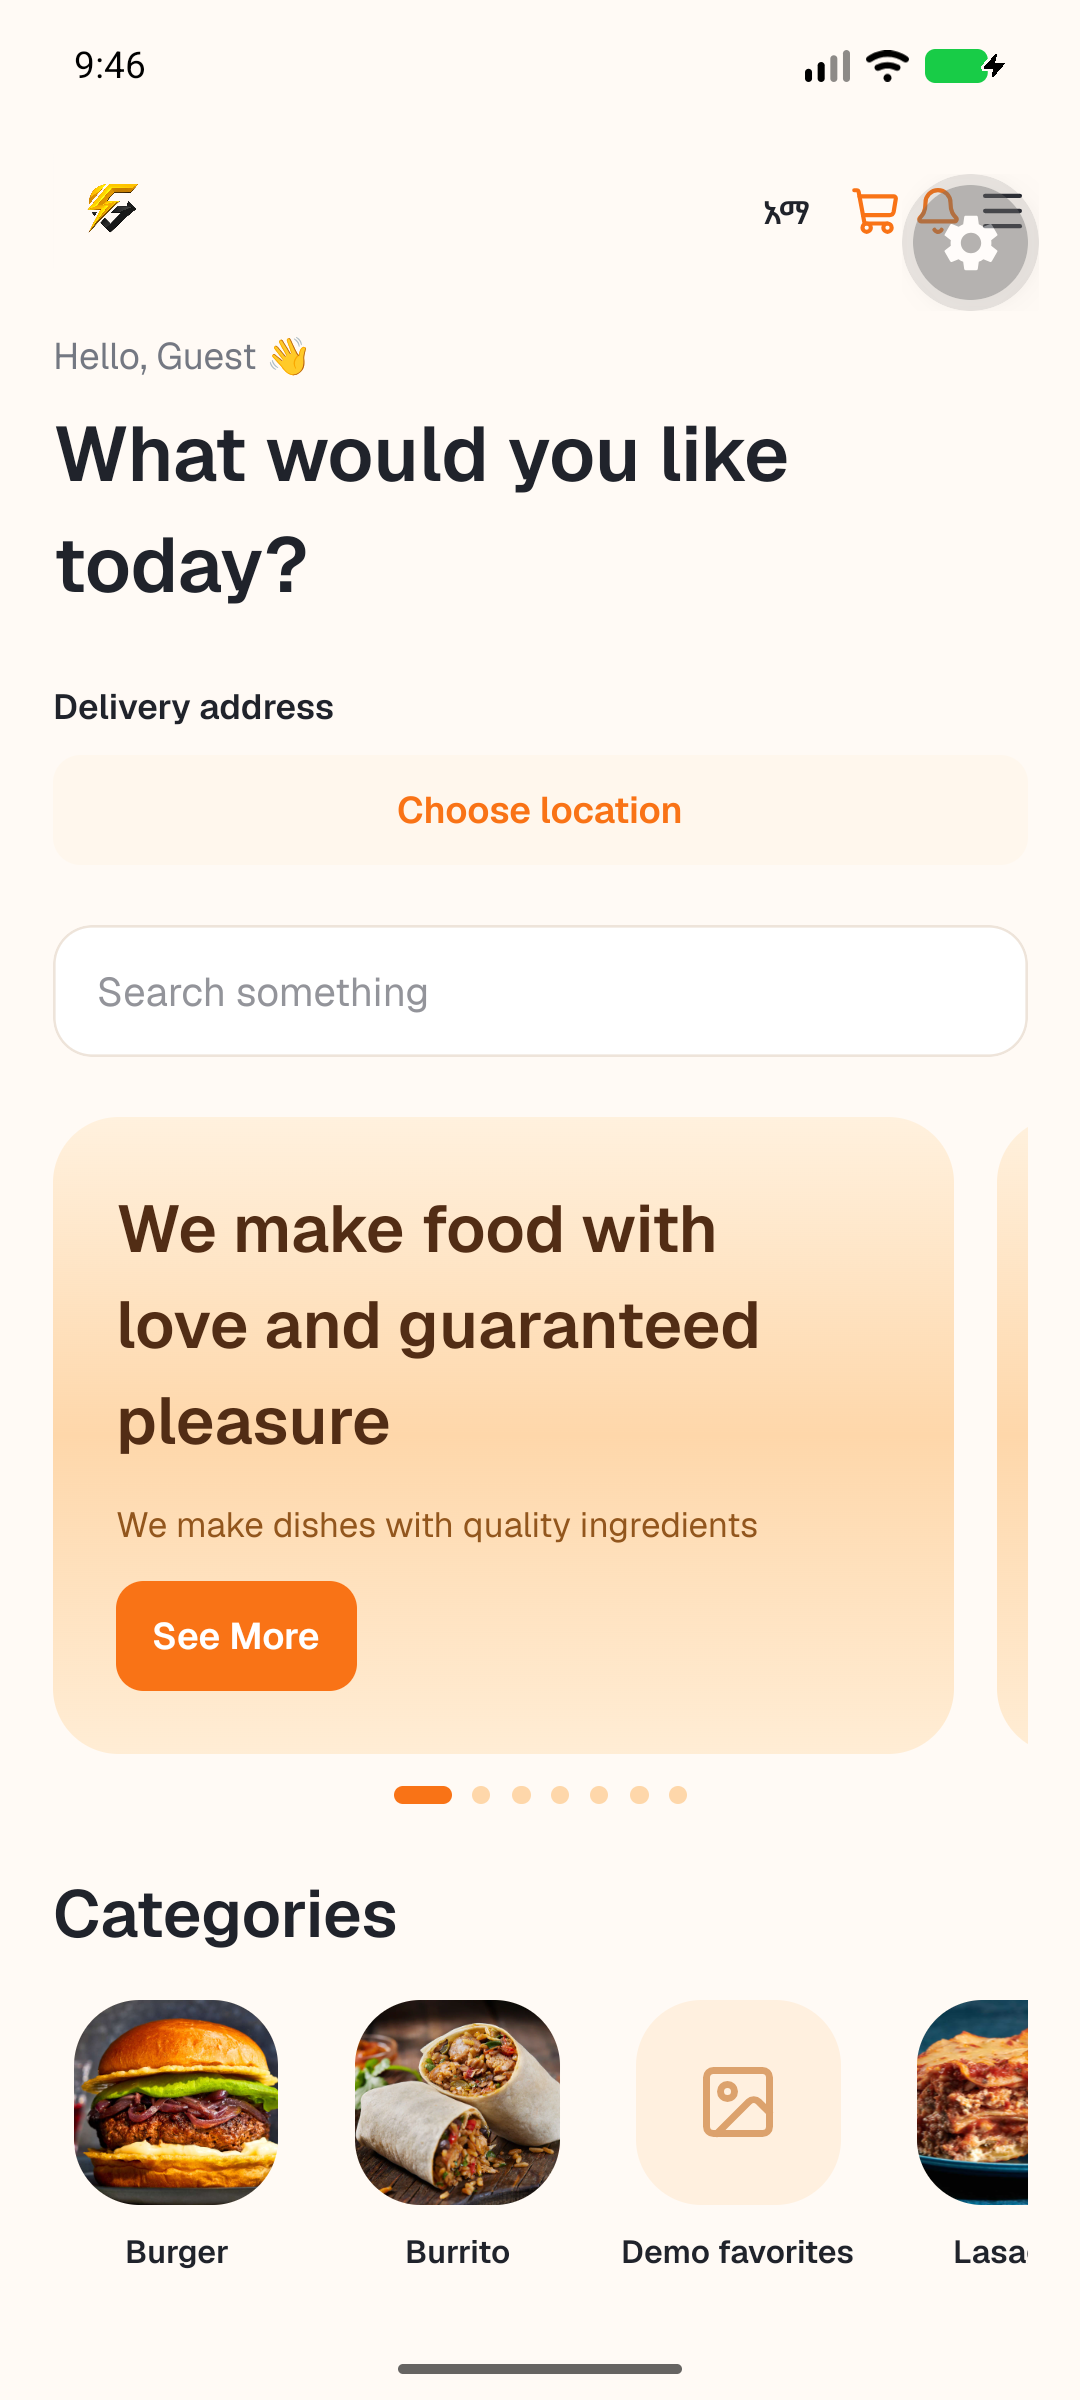 9:46
አማ
Hello, Guest 👋
What would you like
today?
Delivery address
Choose location
Search something
We make food with
love and guaranteed
pleasure
We make dishes with quality ingredients
See More
Categories
Burger
Burrito
Demo favorites
Lasa